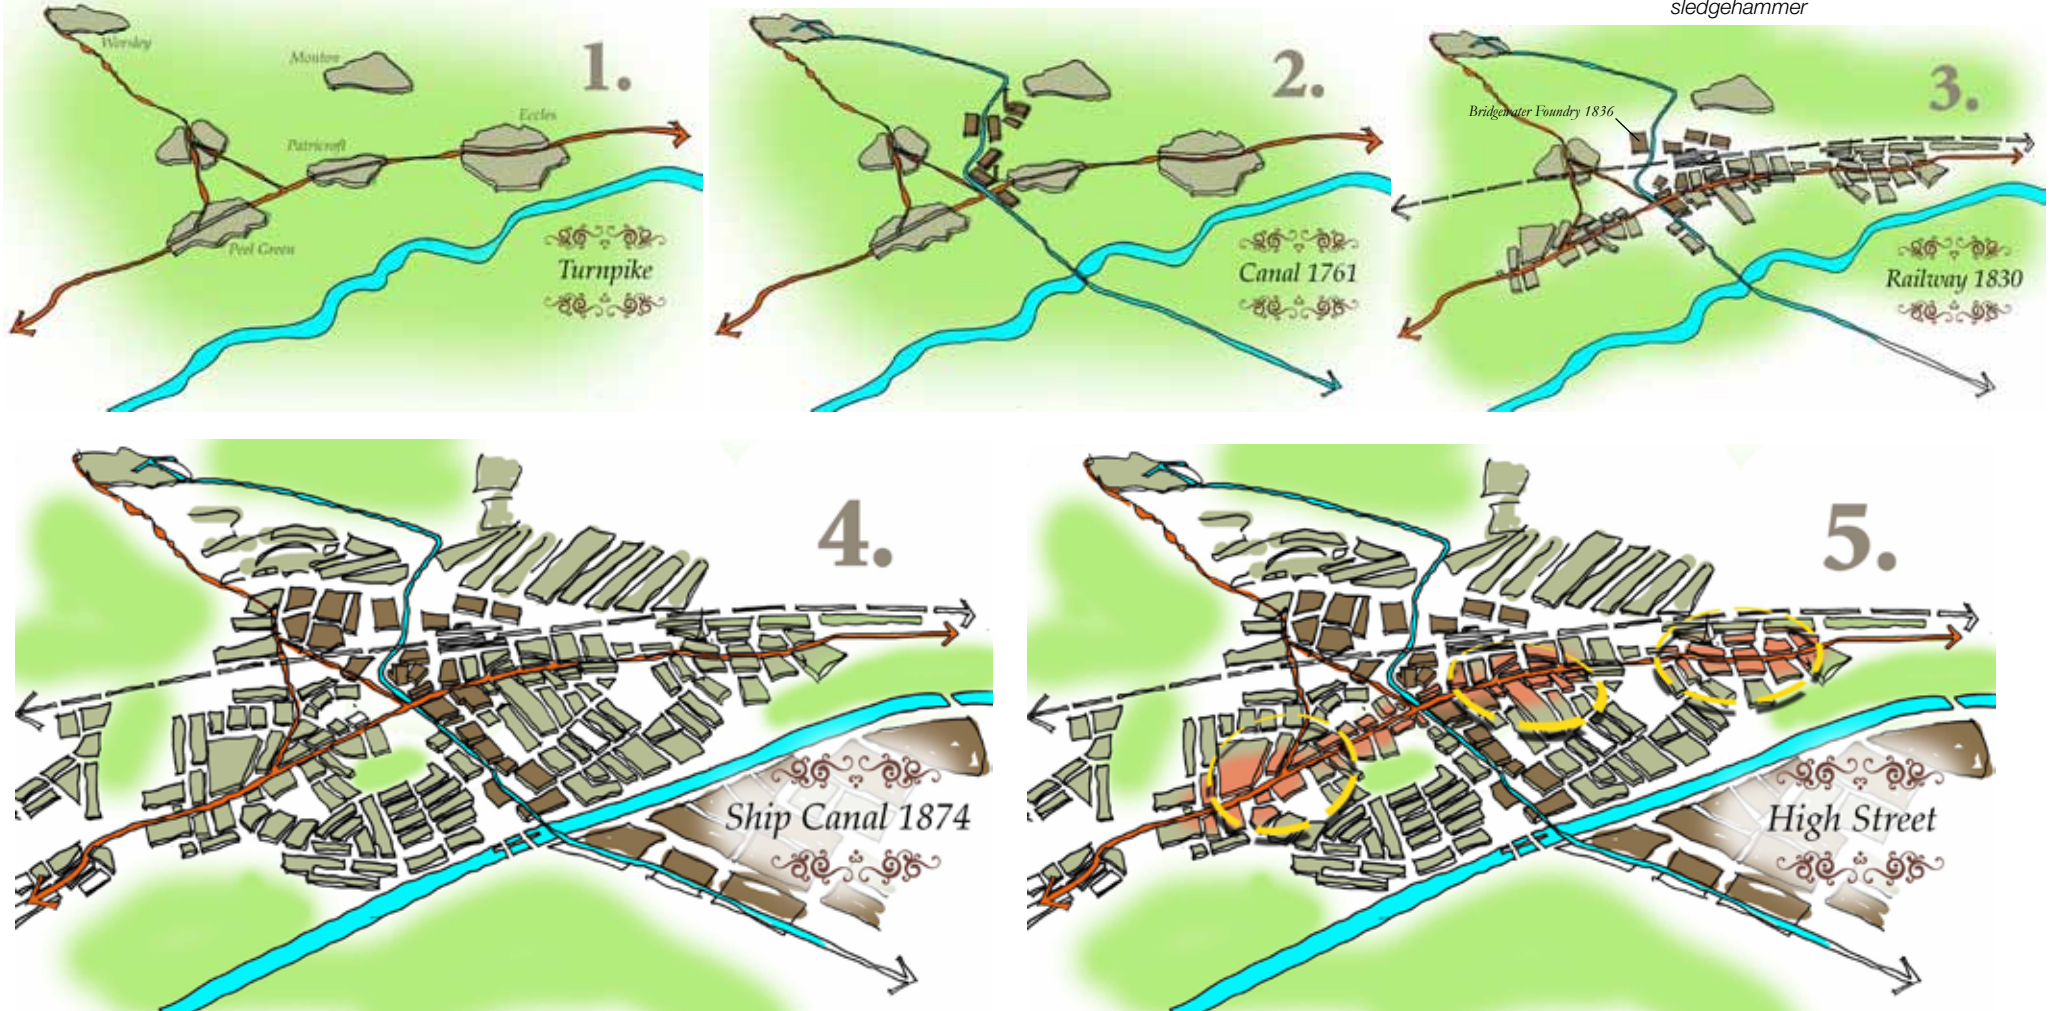 sledgehammer
Worsley
Monton
1.
Eccles
Patricroft
Peel Green
Turnpike
2.
Canal 1761
3.
Bridgewater Foundry 1836
Railway 1830
4.
Ship Canal 1874
5.
High Street